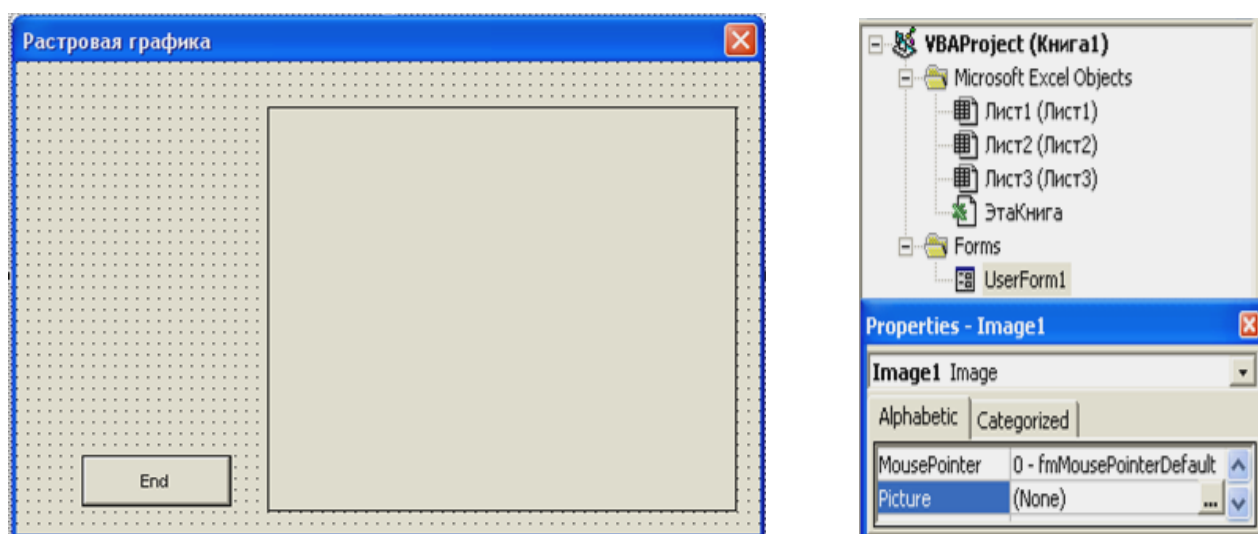 Растровая графика
End
VBAProject (Книга1)
Microsoft Excel Objects
Лист1 (Лист1)
Лист2 (Лист2)
Лист3 (Лист3)
ЭтаКнига
Forms
UserForm1
Properties - Image1
Image1 Image
Alphabetic Categorized
MousePointer 0 - fmMousePointerDefault
Picture (None) ...